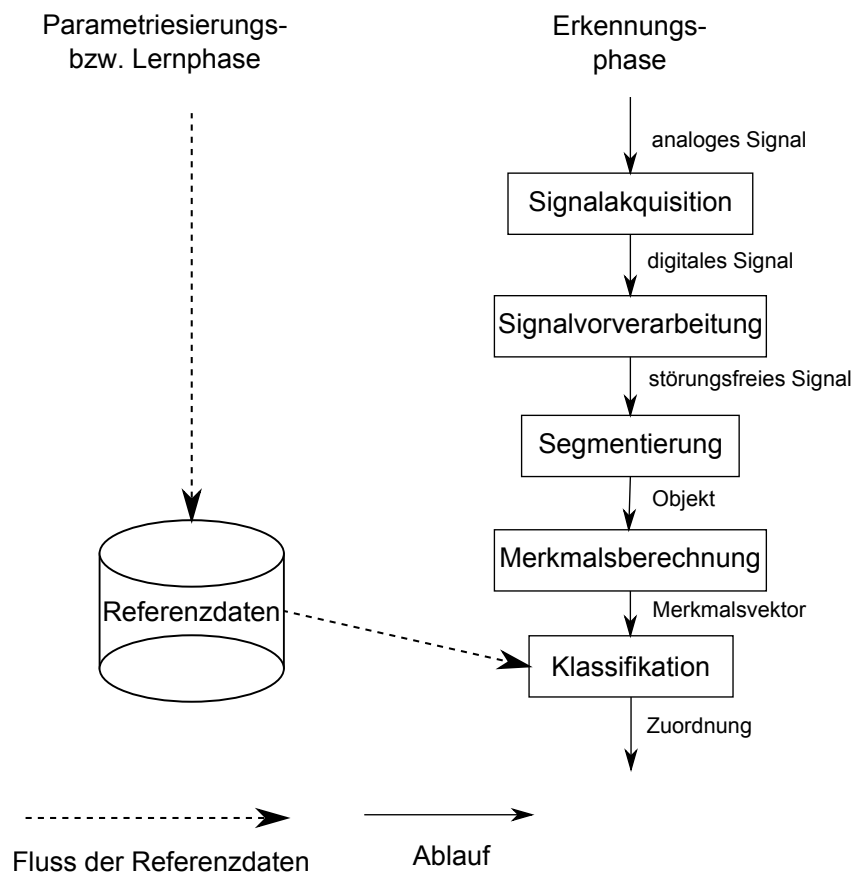 Parametriesierungs-
bzw. Lernphase
Erkennungs-
phase
analoges Signal
Signalakquisition
digitales Signal
Signalvorverarbeitung
störungsfreies Signal
Segmentierung
Objekt
Merkmalsberechnung
Merkmalsvektor
Referenzdaten
Klassifikation
Zuordnung
Fluss der Referenzdaten
Ablauf